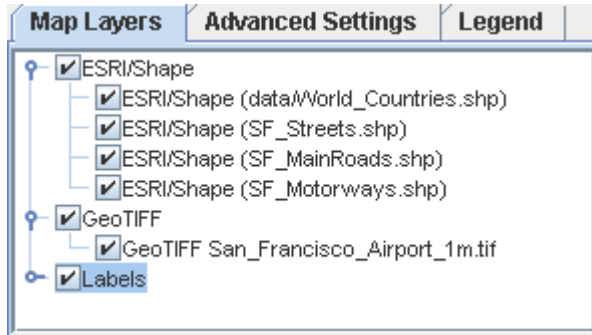 Map Layers Advanced Settings Legend
ESRI/Shape
ESRI/Shape (data/World_Countries.shp)
ESRI/Shape (SF_Streets.shp)
ESRI/Shape (SF_MainRoads.shp)
ESRI/Shape (SF_Motorways.shp)
GeoTIFF
GeoTIFF San_Francisco_Airport_1m.tif
Labels